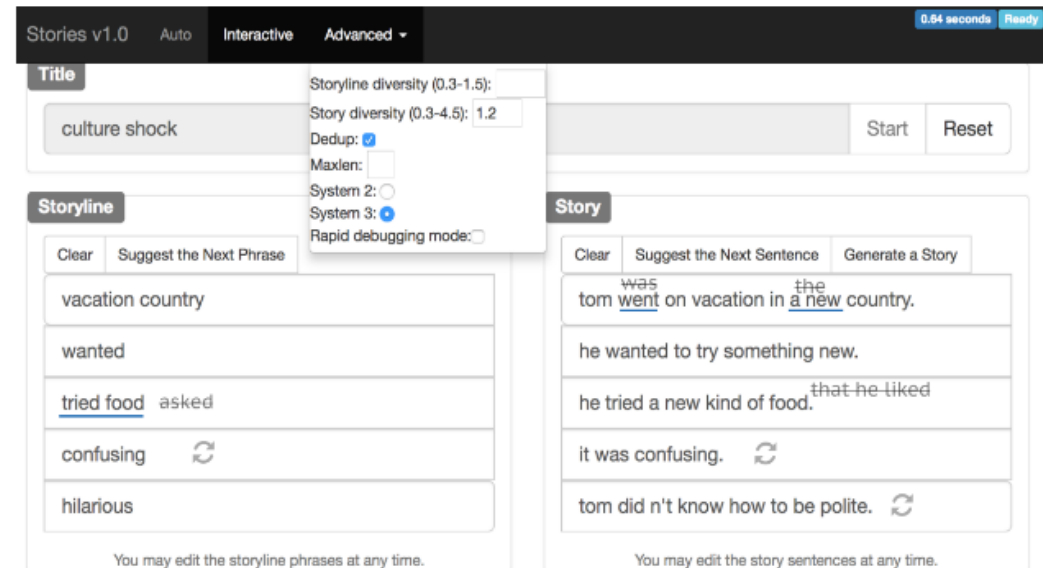 Stories v1.0 Auto Interactive Advanced
0.64 seconds Ready
Title
culture shock
Start Reset
Storyline diversity (0.3-1.5):
Story diversity (0.3-4.5): 1.2
Dedup:
Maxlen:
System 2:
System 3:
Rapid debugging mode:
Storyline
Clear Suggest the Next Phrase
vacation country
wanted
tried food asked
confusing
hilarious
You may edit the storyline phrases at any time.
Story
Clear Suggest the Next Sentence Generate a Story
was the
tom went on vacation in a new country.
he wanted to try something new.
that he liked
he tried a new kind of food.
it was confusing.
tom did n't know how to be polite.
You may edit the story sentences at any time.